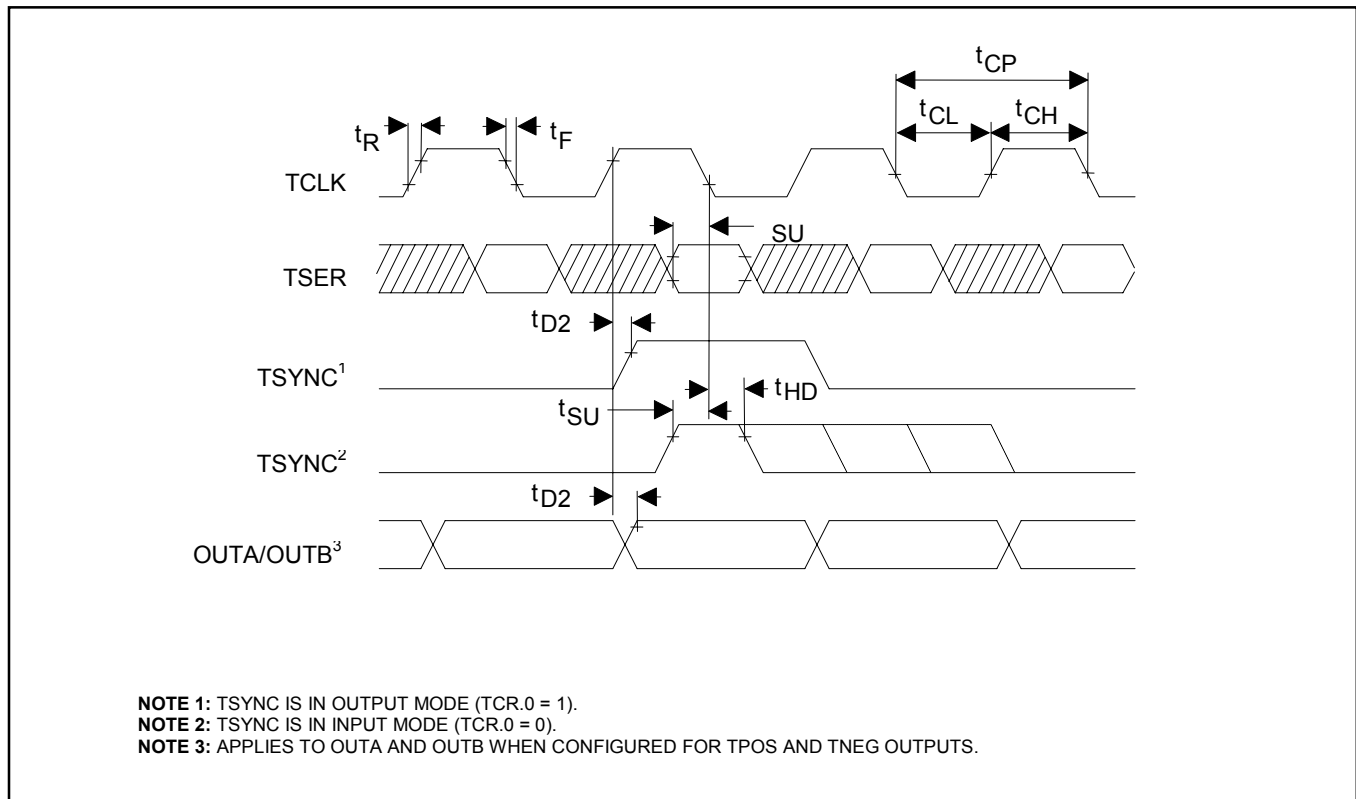 tCP
tCL tCH
tR tF
TCLK
SU
TSER
tD2
TSYNC¹
tHD
tSU
TSYNC²
tD2
OUTA/OUTB³
NOTE 1: TSYNC IS IN OUTPUT MODE (TCR.0 = 1).
NOTE 2: TSYNC IS IN INPUT MODE (TCR.0 = 0).
NOTE 3: APPLIES TO OUTA AND OUTB WHEN CONFIGURED FOR TPOS AND TNEG OUTPUTS.